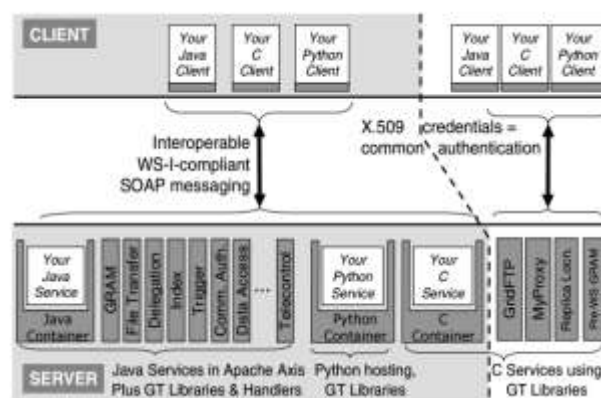 CLIENT
Your
Java
Client
Your
C
Client
Your
Python
Client
Your
Java
Client
Your
C
Client
Your
Python
Client
Interoperable
WS-I-compliant
SOAP messaging
X.509 credentials =
common authentication
Your
Java
Service
Java
Container
GRAM
File Transfer
Delegation
Index
Trigger
Comm. Auth.
Data Access
...
Telecontrol
Your
Python
Service
Python
Container
Your
C
Service
C
Container
GridFTP
MyProxy
Replica Locn.
Pre-WS GRAM
SERVER
Java Services in Apache Axis
Plus GT Libraries & Handlers
Python hosting,
GT Libraries
C Services using
GT Libraries